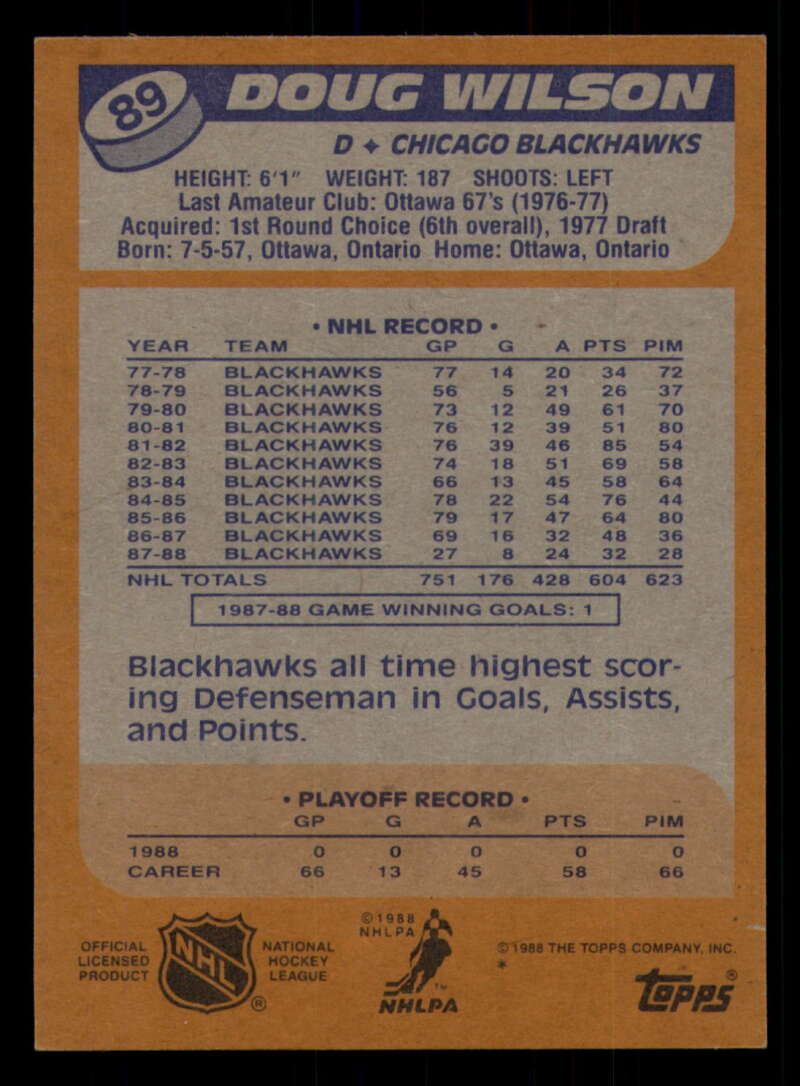 89
DOUG WILSON
D ✦ CHICAGO BLACKHAWKS
HEIGHT: 6'1" WEIGHT: 187 SHOOTS: LEFT
Last Amateur Club: Ottawa 67's (1976-77)
Acquired: 1st Round Choice (6th overall), 1977 Draft
Born: 7-5-57, Ottawa, Ontario Home: Ottawa, Ontario
• NHL RECORD •
YEAR TEAM GP G A PTS PIM
77-78 BLACKHAWKS 77 14 20 34 72
78-79 BLACKHAWKS 56 5 21 26 37
79-80 BLACKHAWKS 73 12 49 61 70
80-81 BLACKHAWKS 76 12 39 51 80
81-82 BLACKHAWKS 76 39 46 85 54
82-83 BLACKHAWKS 74 18 51 69 58
83-84 BLACKHAWKS 66 13 45 58 64
84-85 BLACKHAWKS 78 22 54 76 44
85-86 BLACKHAWKS 79 17 47 64 80
86-87 BLACKHAWKS 69 16 32 48 36
87-88 BLACKHAWKS 27 8 24 32 28
NHL TOTALS 751 176 428 604 623
1987-88 GAME WINNING GOALS: 1
Blackhawks all time highest scor-
ing Defenseman in Goals, Assists,
and Points.
• PLAYOFF RECORD •
GP G A PTS PIM
1988 0 0 0 0 0
CAREER 66 13 45 58 66
OFFICIAL
LICENSED
PRODUCT
NHL
®
NATIONAL
HOCKEY
LEAGUE
© 1988
NHLPA
™
NHLPA
© 1988 THE TOPPS COMPANY, INC.
*
topps®